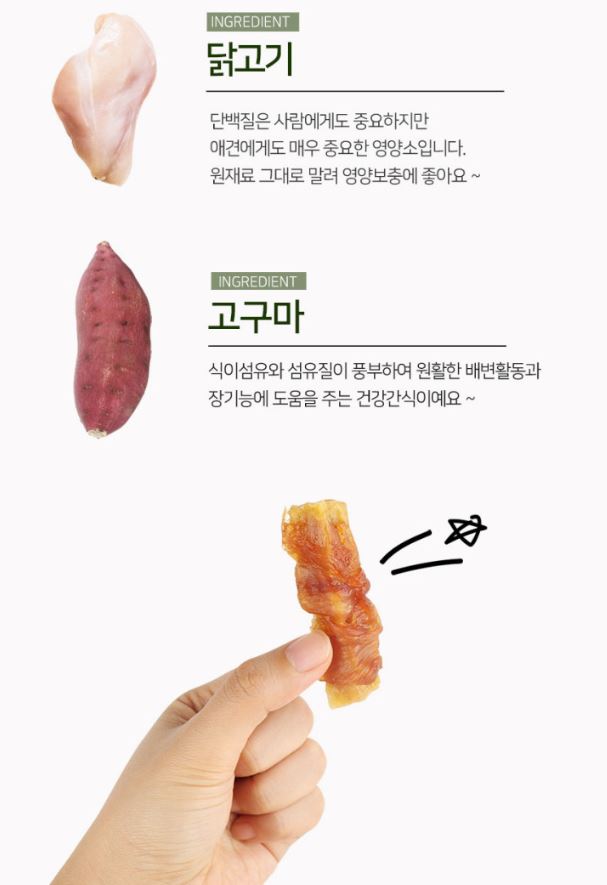 INGREDIENT
닭고기
단백질은 사람에게도 중요하지만
애견에게도 매우 중요한 영양소입니다.
원재료 그대로 말려 영양보충에 좋아요 ~
INGREDIENT
고구마
식이섬유와 섬유질이 풍부하여 원활한 배변활동과
장기능에 도움을 주는 건강간식이예요 ~